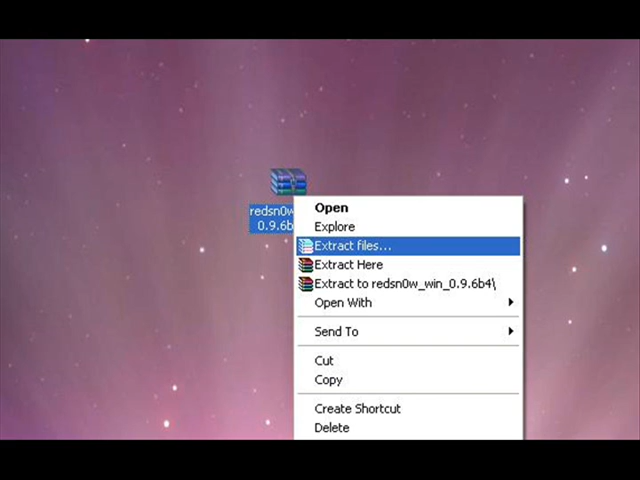 redsn0w
0.9.6b
Open
Explore
Extract files...
Extract Here
Extract to redsn0w_win_0.9.6b4\
Open With
Send To
Cut
Copy
Create Shortcut
Delete